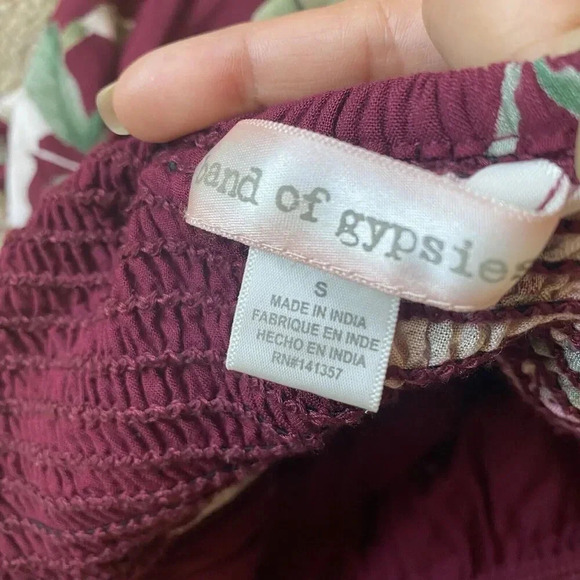 band of gypsies
S
MADE IN INDIA
FABRIQUE EN INDE
HECHO EN INDIA
RN#141357